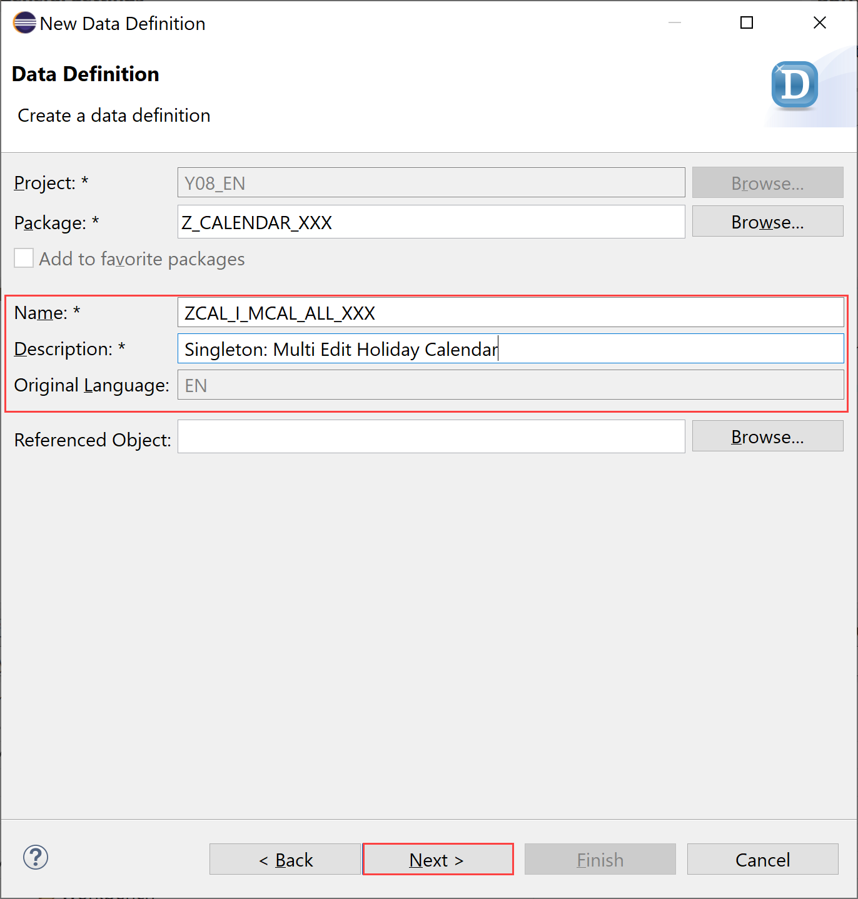 New Data Definition
Data Definition
D
Create a data definition
Project: * Y08_EN Browse...
Package: * Z_CALENDAR_XXX Browse...
Add to favorite packages
Name: * ZCAL_I_MCAL_ALL_XXX
Description: * Singleton: Multi Edit Holiday Calendar
Original Language: EN
Referenced Object: Browse...
? < Back Next > Finish Cancel